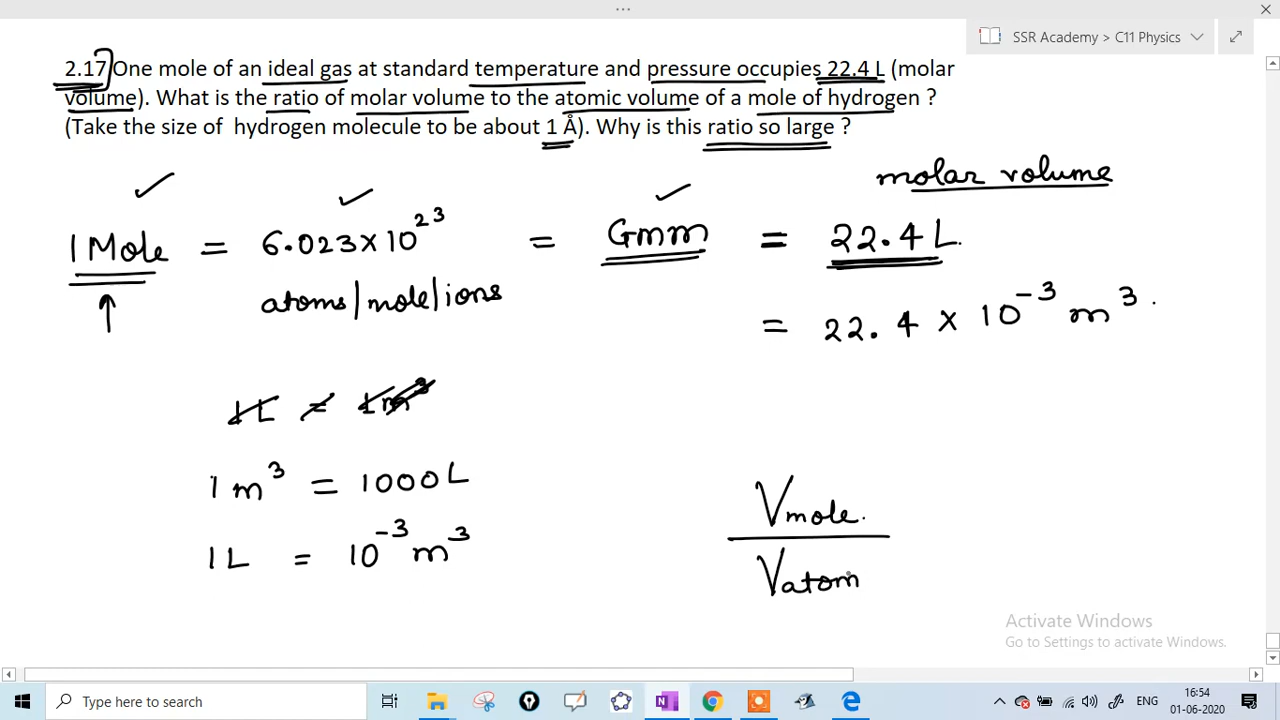 SSR Academy > C11 Physics
2.17 One mole of an ideal gas at standard temperature and pressure occupies 22.4 L (molar
volume). What is the ratio of molar volume to the atomic volume of a mole of hydrogen ?
(Take the size of hydrogen molecule to be about 1 Å). Why is this ratio so large ?
molar volume
1 Mole = 6.023 × 10^23 = Gmm = 22.4 L.
atoms/mole/ions
= 22.4 × 10^-3 m^3.
1L = 1m^3
1 m^3 = 1000 L
1 L = 10^-3 m^3
Vmole.
Vatom
Activate Windows
Go to Settings to activate Windows.
Type here to search
ENG
16:54
01-06-2020